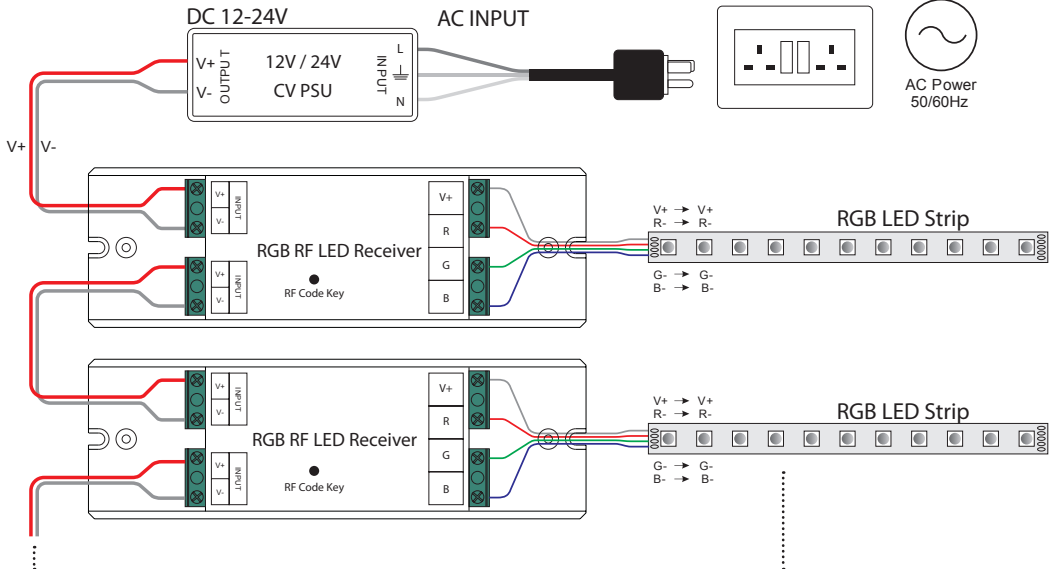 DC 12-24V
AC INPUT
V+
V-
OUTPUT
12V / 24V
CV PSU
INPUT
L
N
AC Power
50/60Hz
V+
V-
V+
V-
INPUT
V+
V-
INPUT
RGB RF LED Receiver
RF Code Key
V+
R
G
B
V+ → V+
R- → R-
G- → G-
B- → B-
RGB LED Strip
V+
V-
INPUT
V+
V-
INPUT
RGB RF LED Receiver
RF Code Key
V+
R
G
B
V+ → V+
R- → R-
G- → G-
B- → B-
RGB LED Strip